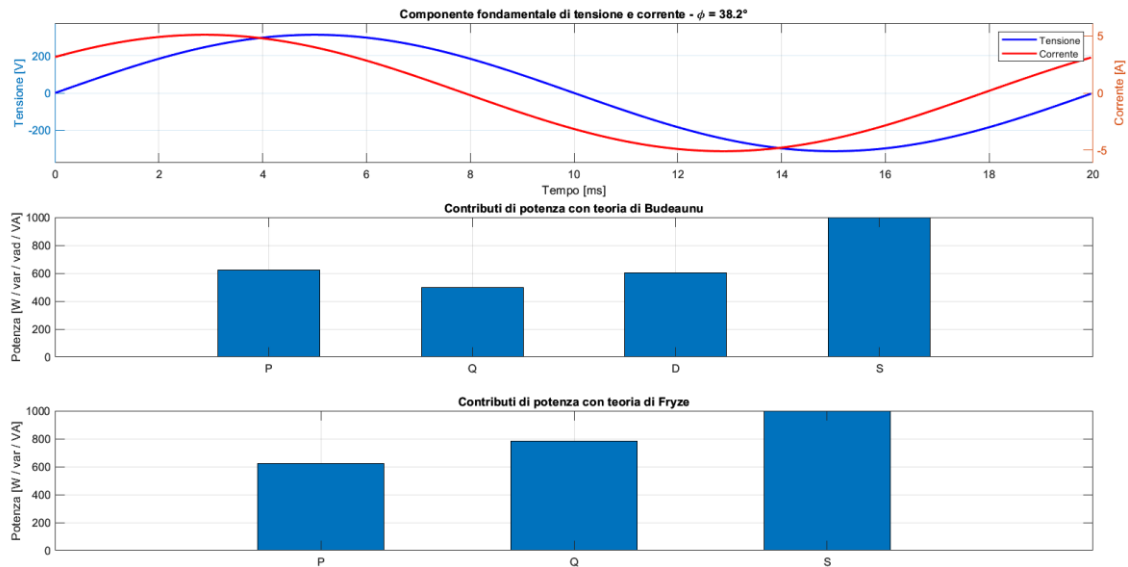 Componente fondamentale di tensione e corrente - ϕ = 38.2°
Tensione [V]
200
0
-200
Tensione
Corrente
5
0
-5
Corrente [A]
0 2 4 6 8 10 12 14 16 18 20
Tempo [ms]
Contributi di potenza con teoria di Budeaunu
Potenza [W / var / vad / VA]
1000
800
600
400
200
0
P Q D S
Contributi di potenza con teoria di Fryze
Potenza [W / var / VA]
1000
800
600
400
200
0
P Q S